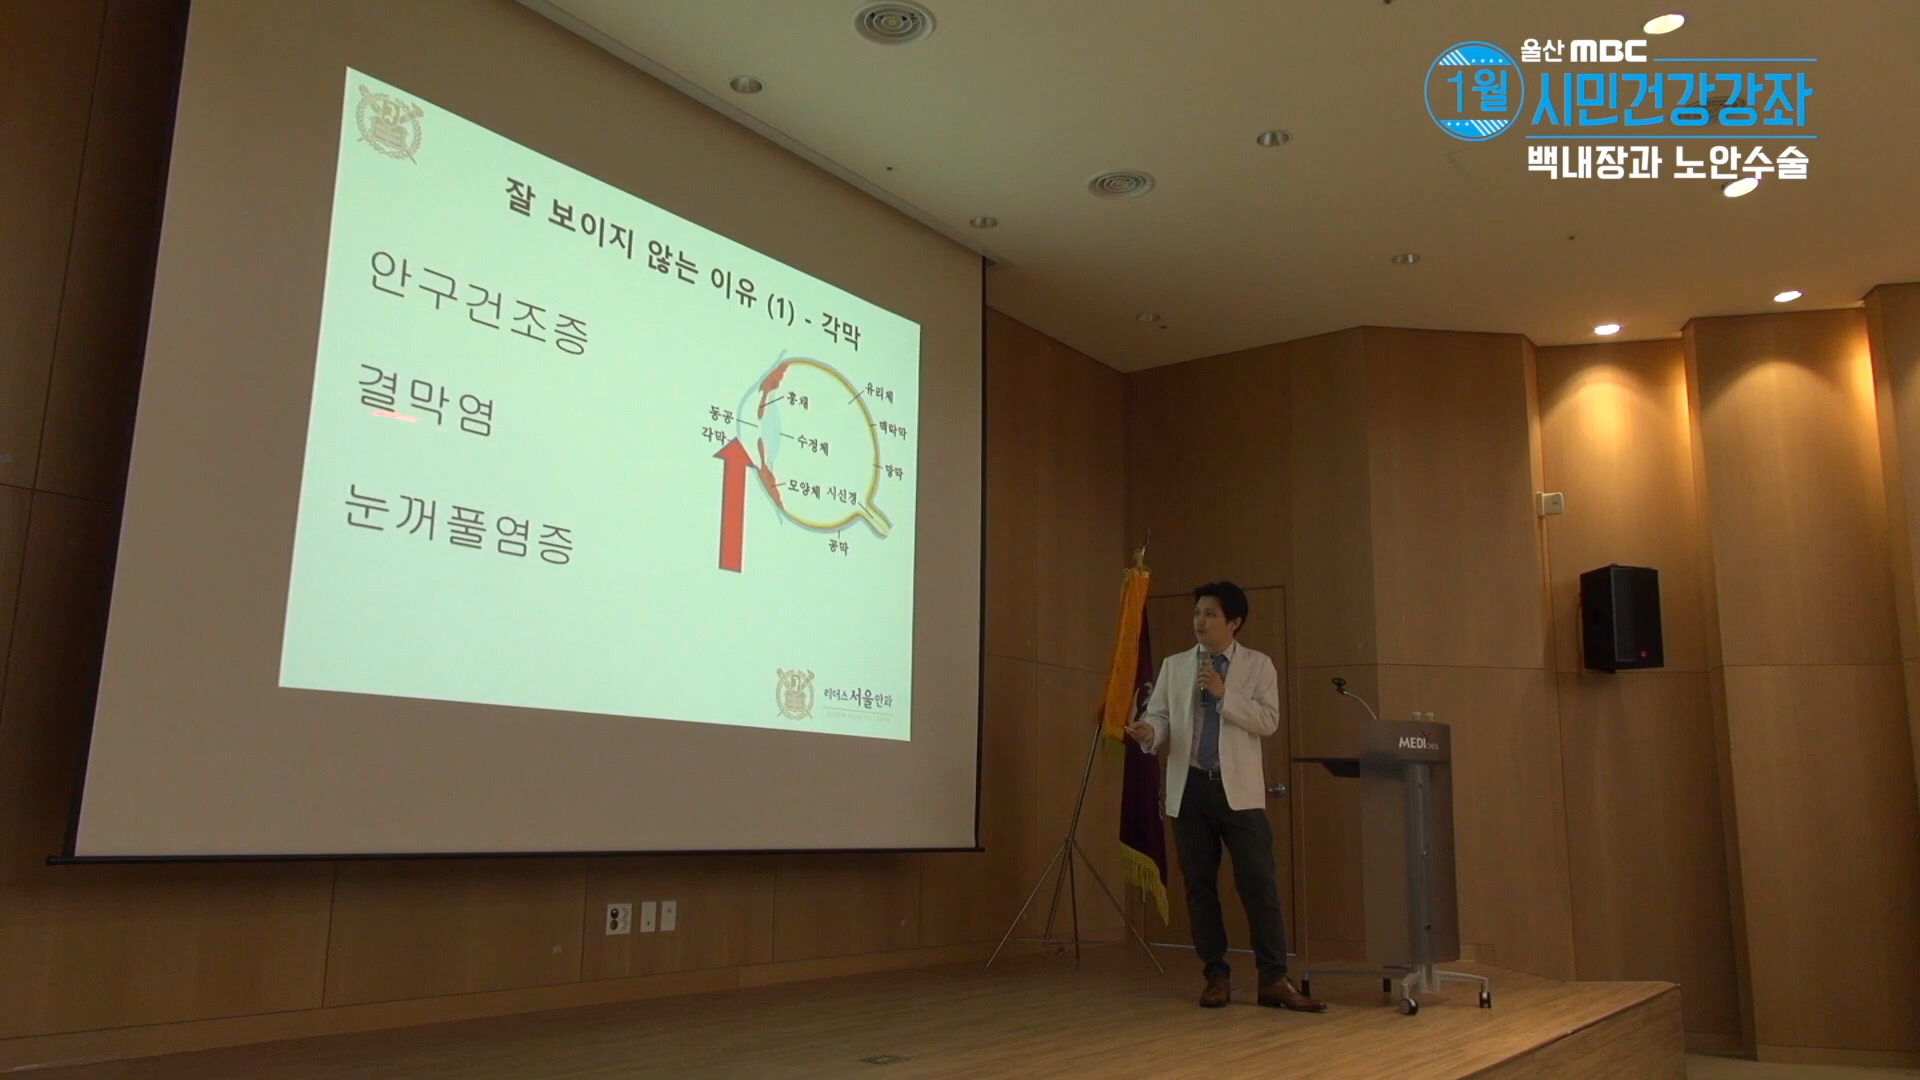 울산 MBC
1월
시민건강강좌
백내장과 노안수술
잘 보이지 않는 이유 (1) - 각막
안구건조증
결막염
눈꺼풀염증
유리체
홍채
동공
맥락막
각막
수정체
망막
모양체
시신경
공막
리더스서울안과
MEDI